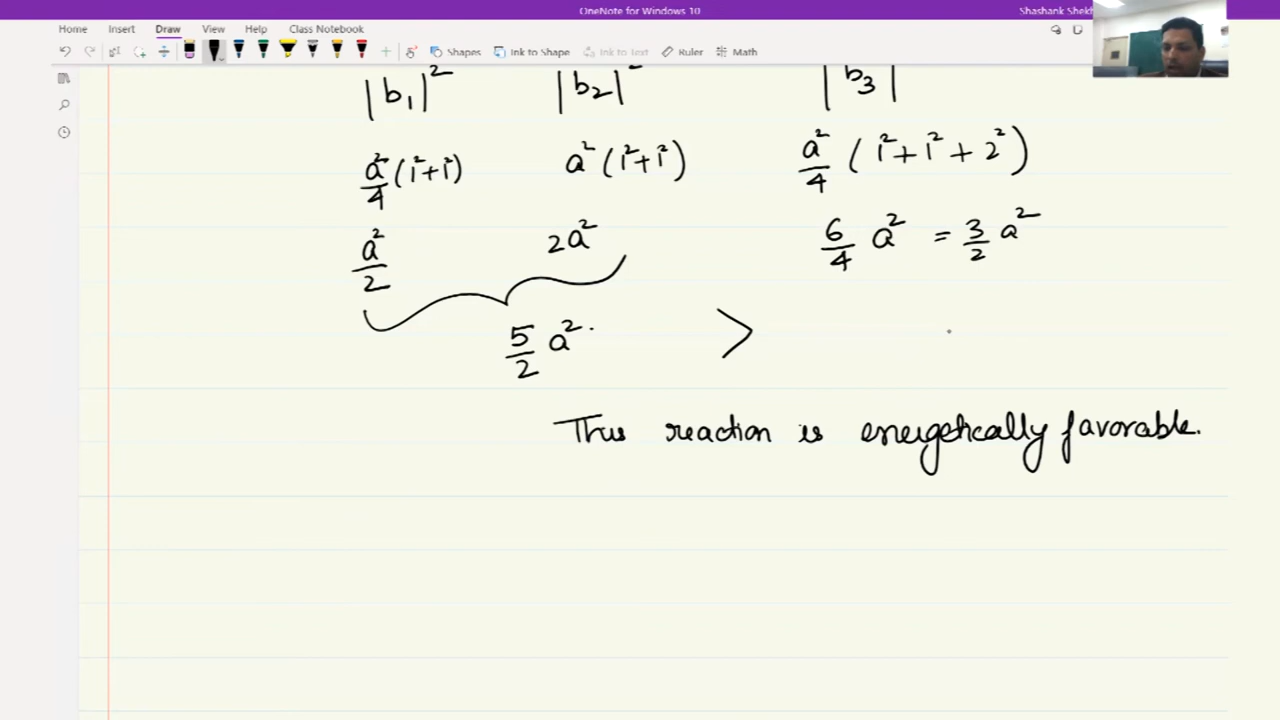 OneNote for Windows 10
Shashank Shekh
Home Insert Draw View Help Class Notebook
Shapes Ink to Shape Ink to Text Ruler Math
|b₁|² |b₂|² |b₃|
a²/4 (1²+1²) a² (1²+1²) a²/4 (1²+1²+2²)
a²/2 2a² 6/4 a² = 3/2 a²
5/2 a². >
This reaction is energetically favorable.